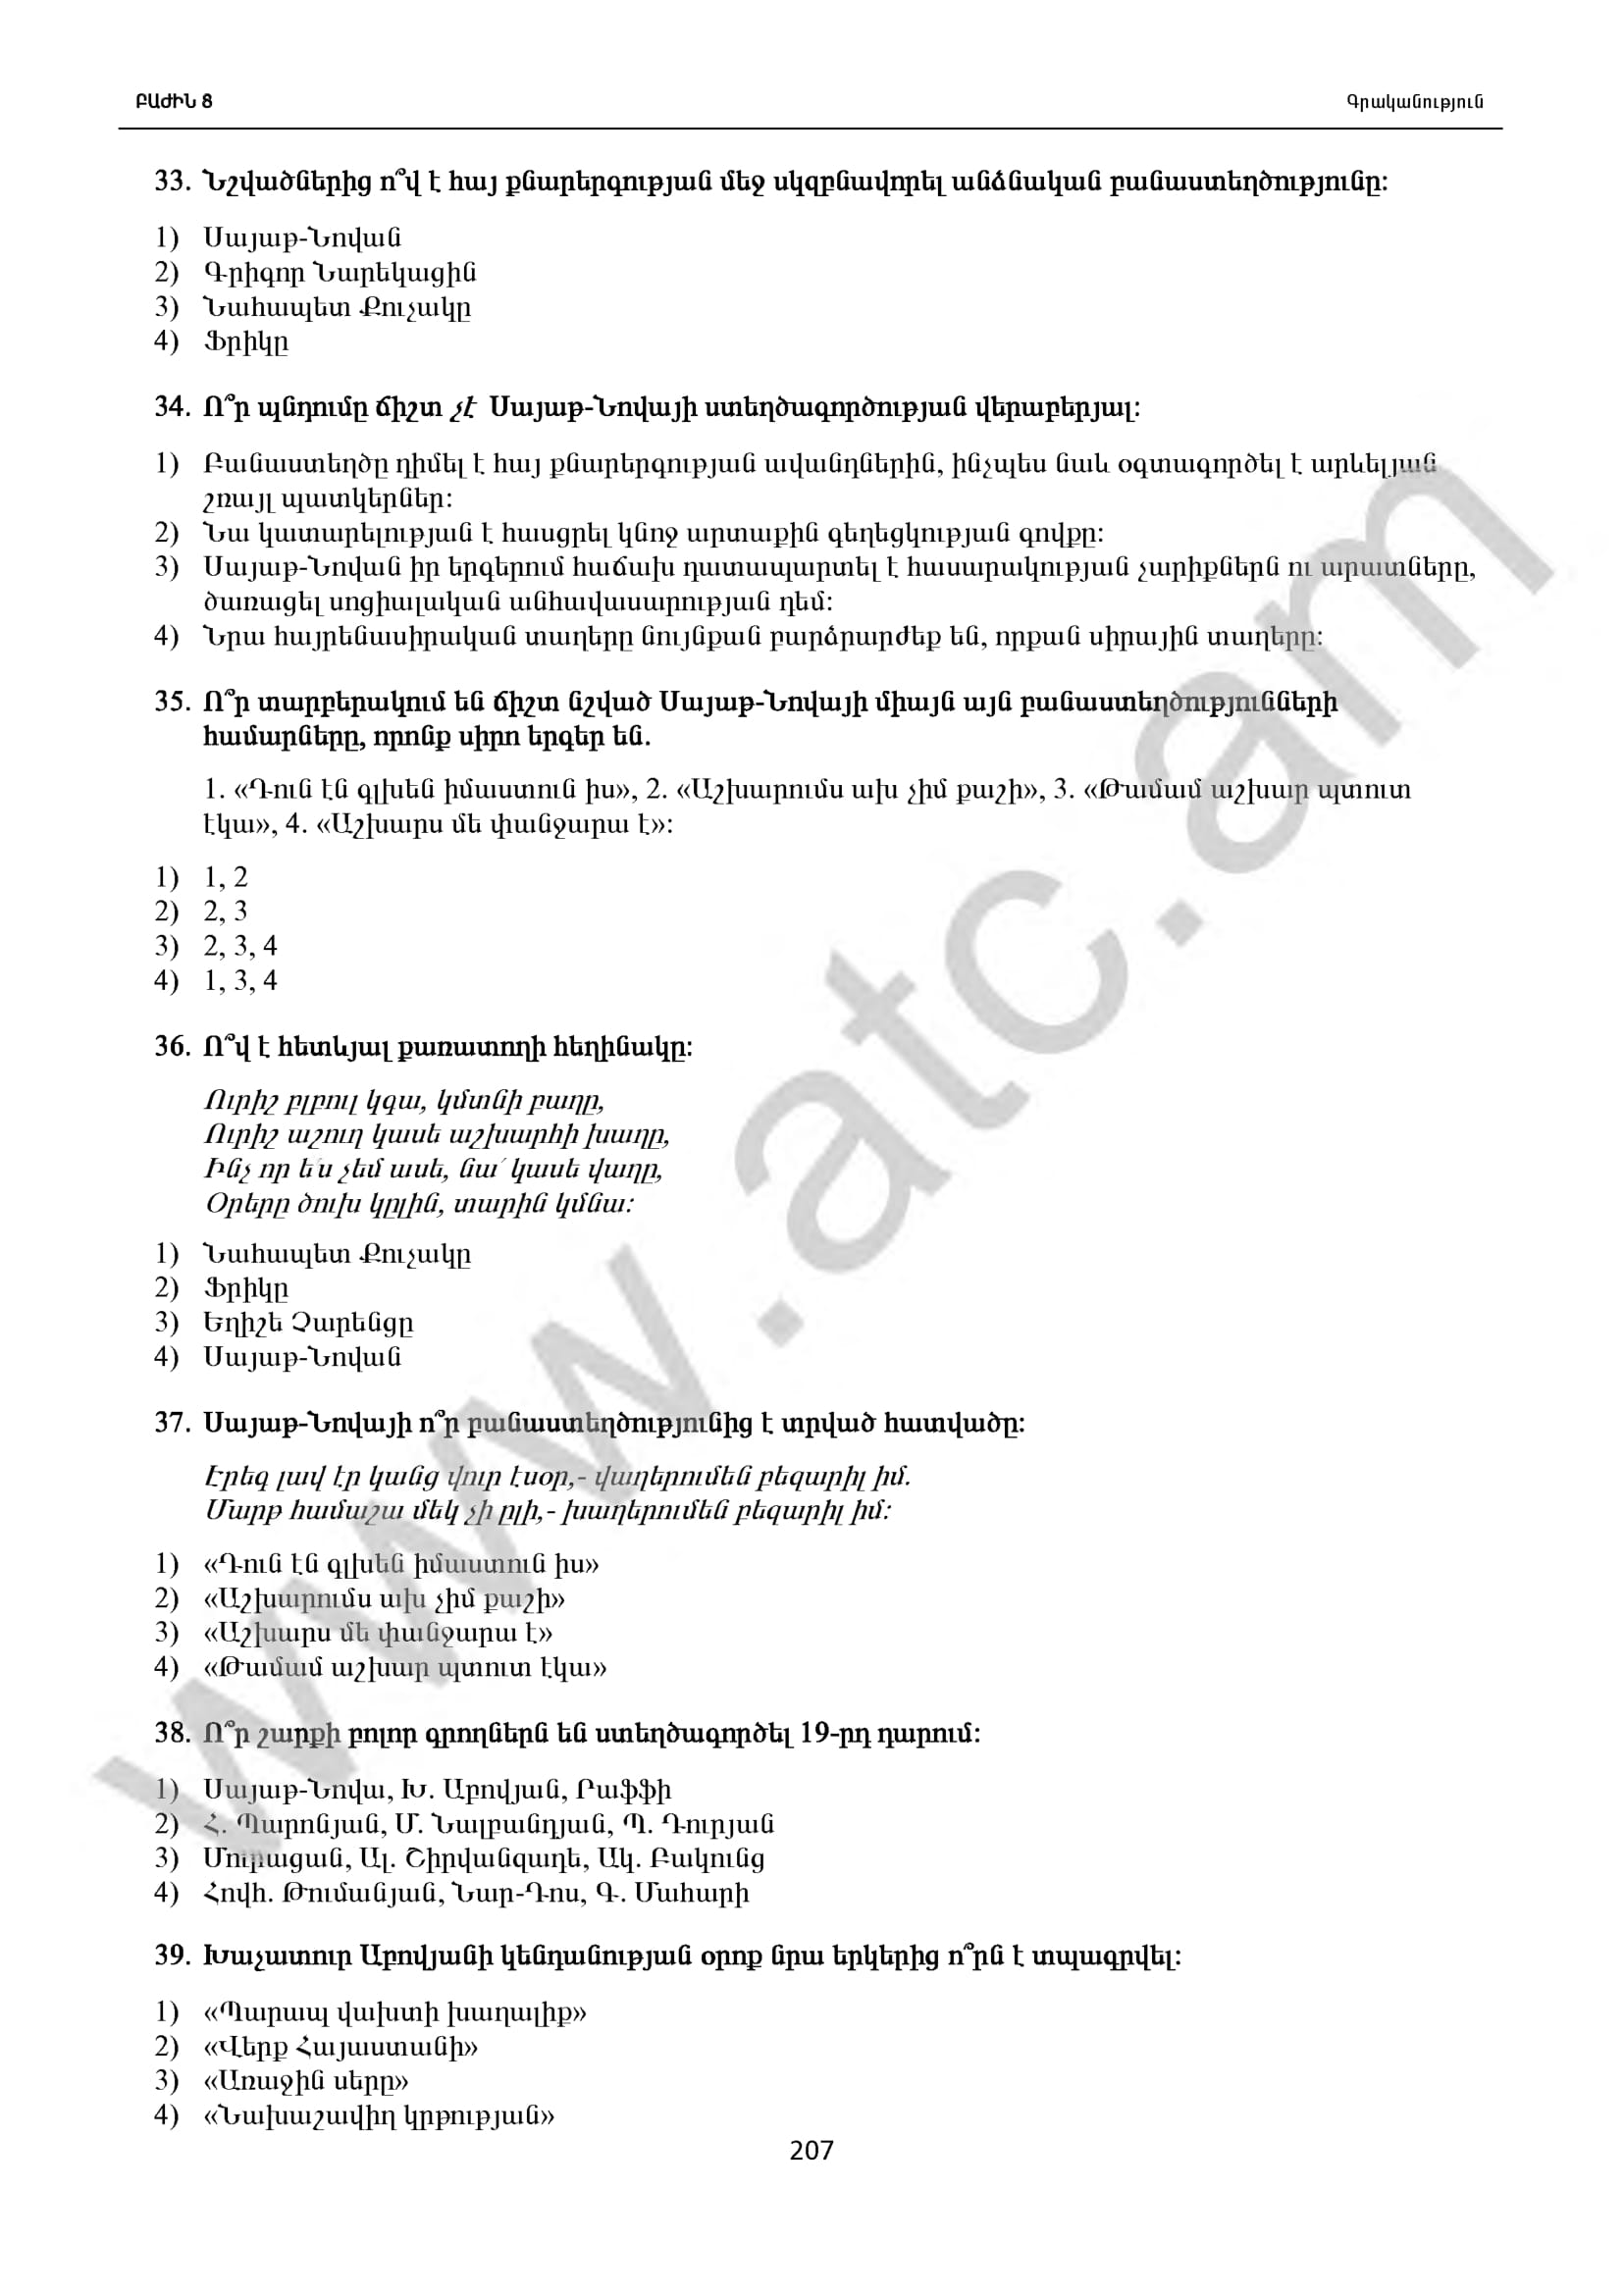 ԲԱԺԻՆ 8
Գրականություն
33. Նշվածներից ո՞վ է հայ քնարերգության մեջ սկզբնավորել անձնական բանաստեղծությունը:
1) Սայաթ-Նովան
2) Գրիգոր Նարեկացին
3) Նահապետ Քուչակը
4) Ֆրիկը
34. Ո՞ր պնդումը ճիշտ չէ Սայաթ-Նովայի ստեղծագործության վերաբերյալ:
1) Բանաստեղծը դիմել է հայ քնարերգության ավանդներին, ինչպես նաև օգտագործել է արևելյան
շռայլ պատկերներ:
2) Նա կատարելության է հասցրել կնոջ արտաքին գեղեցկության գովքը:
3) Սայաթ-Նովան իր երգերում հաճախ դատապարտել է հասարակության չարիքներն ու արատները,
ծառացել սոցիալական անհավասարության դեմ:
4) Նրա հայրենասիրական տաղերը նույնքան բարձրարժեք են, որքան սիրային տաղերը:
35. Ո՞ր տարբերակում են ճիշտ նշված Սայաթ-Նովայի միայն այն բանաստեղծությունների
համարները, որոնք սիրո երգեր են.
1. «Դուն էն գլխեն իմաստուն իս», 2. «Աշխարումս ախ չիմ քաշի», 3. «Թամամ աշխար պտուտ
էկա», 4. «Աշխարս մե փանջարա է»:
1) 1, 2
2) 2, 3
3) 2, 3, 4
4) 1, 3, 4
36. Ո՞վ է հետևյալ քառատողի հեղինակը:
Ուրիշ բլբուլ կգա, կմտնի բաղը,
Ուրիշ աշուղ կասե աշխարհի խաղը,
Ինչ որ ե՛ս չեմ ասե, նա՛ կասե վաղը,
Օրերը ծուխ կըլին, տարին կմնա:
1) Նահապետ Քուչակը
2) Ֆրիկը
3) Եղիշե Չարենցը
4) Սայաթ-Նովան
37. Սայաթ-Նովայի ո՞ր բանաստեղծությունից է տրված հատվածը:
Էրեգ լավ էր կանց վուր էսօր,- վաղերումեն բեզարիլ իմ.
Մարթ համաշա մեկ չի ըլի,- խաղերումեն բեզարիլ իմ:
1) «Դուն էն գլխեն իմաստուն իս»
2) «Աշխարումս ախ չիմ քաշի»
3) «Աշխարս մե փանջարա է»
4) «Թամամ աշխար պտուտ էկա»
38. Ո՞ր շարքի բոլոր գրողներն են ստեղծագործել 19-րդ դարում:
1) Սայաթ-Նովա, Խ. Աբովյան, Րաֆֆի
2) Հ. Պարոնյան, Մ. Նալբանդյան, Պ. Դուրյան
3) Մուրացան, Ալ. Շիրվանզադե, Ակ. Բակունց
4) Հովհ. Թումանյան, Նար-Դոս, Գ. Մահարի
39. Խաչատուր Աբովյանի կենդանության օրոք նրա երկերից ո՞րն է տպագրվել:
1) «Պարապ վախտի խաղալիք»
2) «Վերք Հայաստանի»
3) «Առաջին սերը»
4) «Նախաշավիղ կրթության»
207
www.atc.am